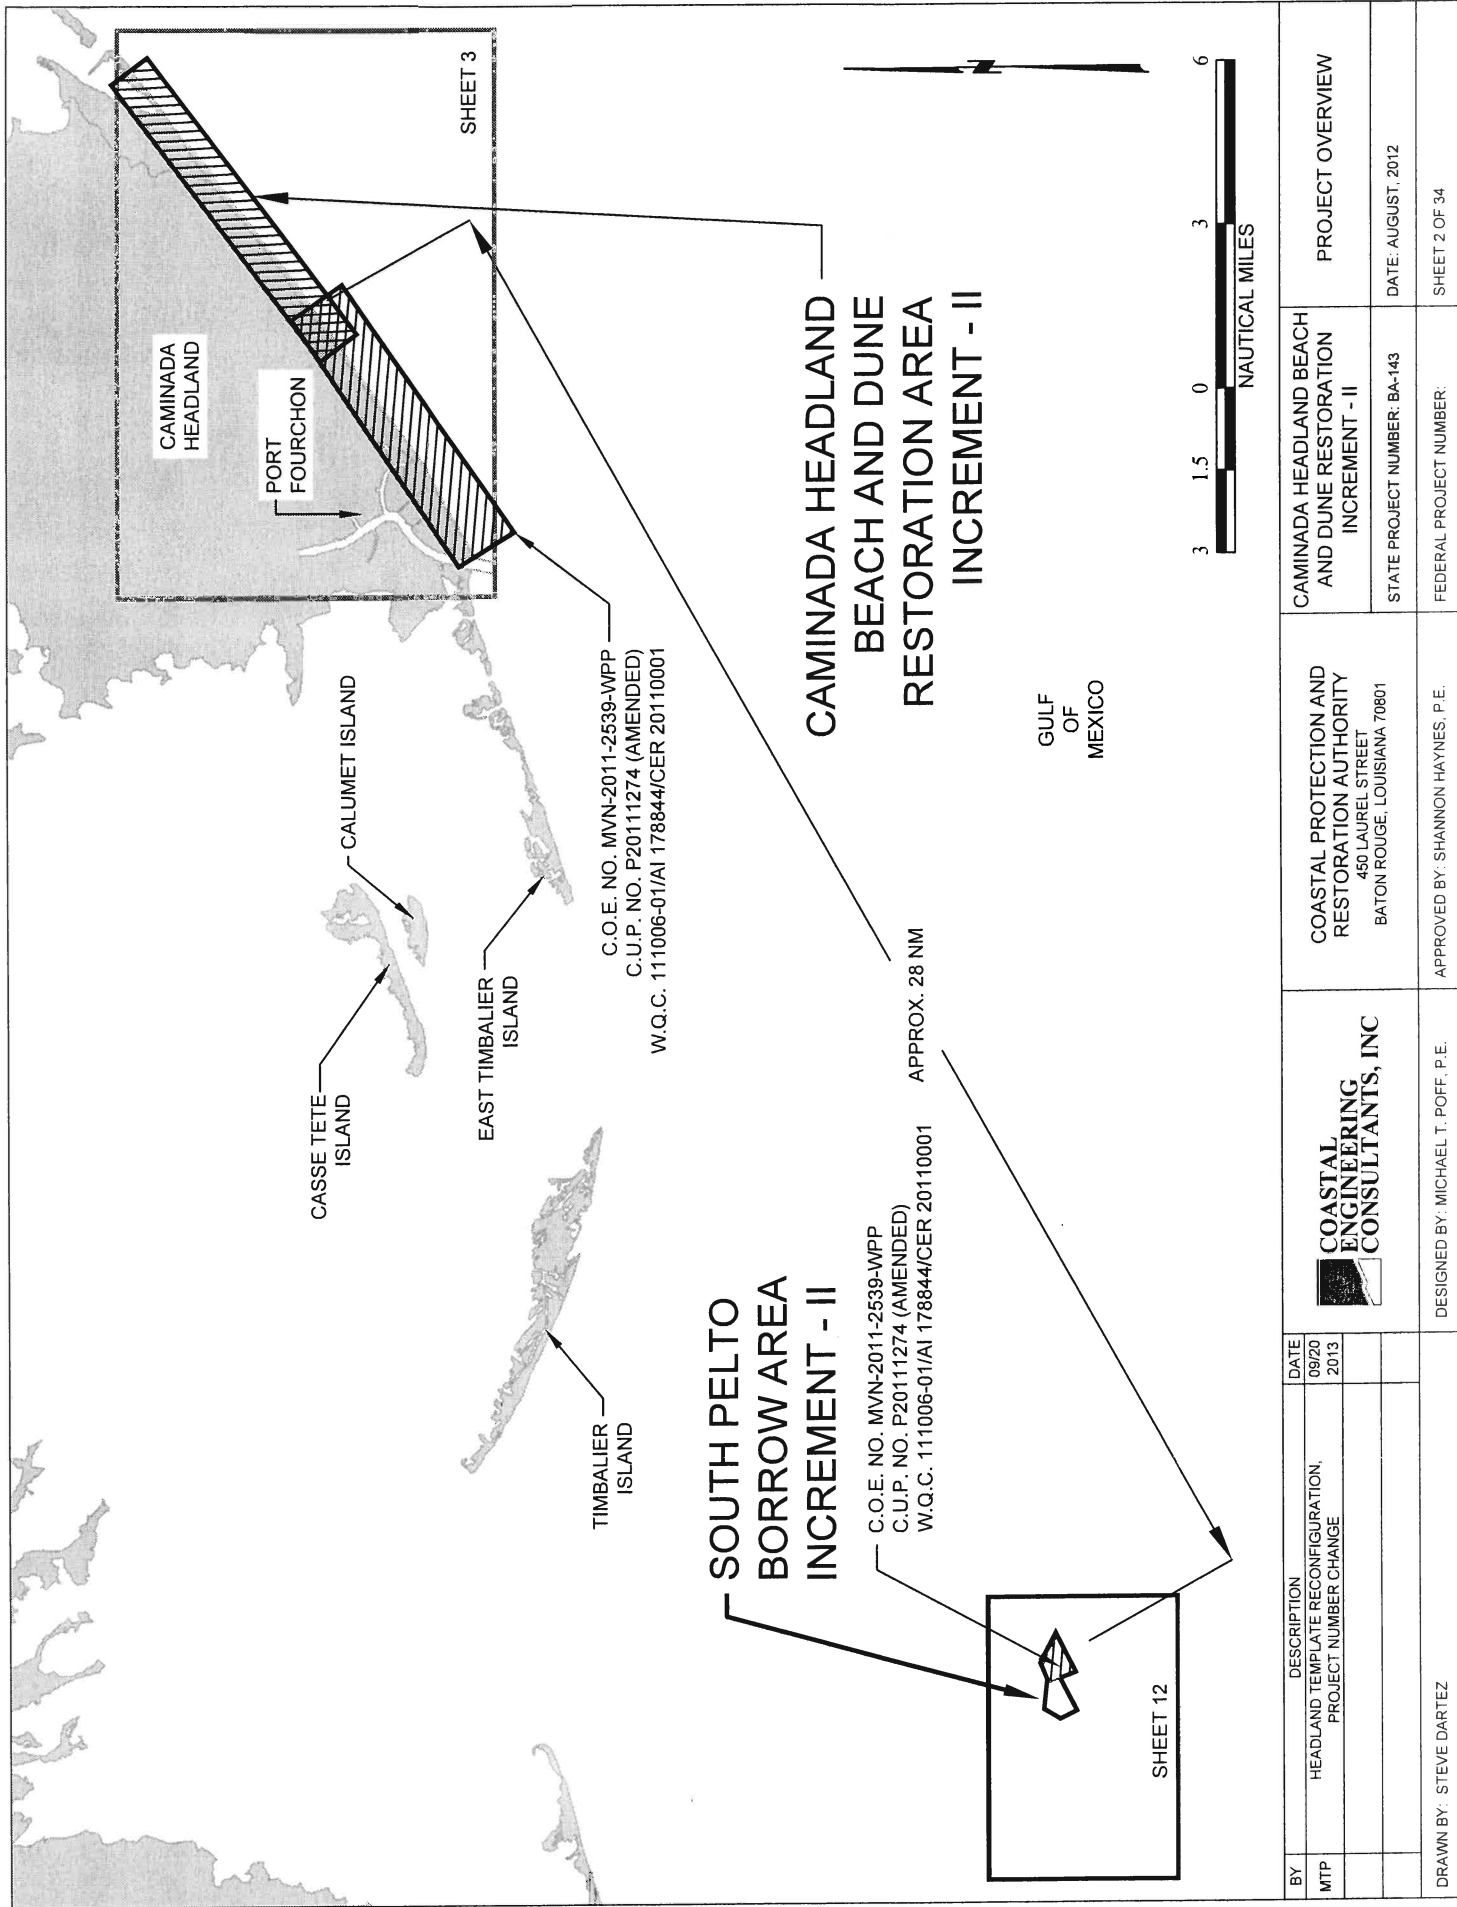 SHEET 3
CAMINADA
HEADLAND
PORT
FOURCHON
CALUMET ISLAND
CASSE TETE
ISLAND
EAST TIMBALIER
ISLAND
TIMBALIER
ISLAND
C.O.E. NO. MVN-2011-2539-WPP
C.U.P. NO. P20111274 (AMENDED)
W.Q.C. 111006-01/AI 178844/CER 20110001
CAMINADA HEADLAND
BEACH AND DUNE
RESTORATION AREA
INCREMENT - II
GULF
OF
MEXICO
APPROX. 28 NM
SOUTH PELTO
BORROW AREA
INCREMENT - II
C.O.E. NO. MVN-2011-2539-WPP
C.U.P. NO. P20111274 (AMENDED)
W.Q.C. 111006-01/AI 178844/CER 20110001
SHEET 12
N
3 1.5 0 3 6
NAUTICAL MILES
BY DESCRIPTION DATE
MTP HEADLAND TEMPLATE RECONFIGURATION, 09/20
PROJECT NUMBER CHANGE 2013
DRAWN BY: STEVE DARTEZ
COASTAL
ENGINEERING
CONSULTANTS, INC
DESIGNED BY: MICHAEL T. POFF, P.E.
COASTAL PROTECTION AND
RESTORATION AUTHORITY
450 LAUREL STREET
BATON ROUGE, LOUISIANA 70801
APPROVED BY: SHANNON HAYNES, P.E.
CAMINADA HEADLAND BEACH
AND DUNE RESTORATION
INCREMENT - II
STATE PROJECT NUMBER: BA-143
FEDERAL PROJECT NUMBER:
PROJECT OVERVIEW
DATE: AUGUST, 2012
SHEET 2 OF 34